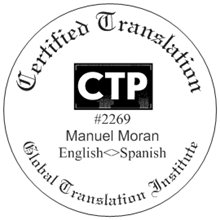 Certified Translation
CTP
#2269
Manuel Moran
English<>Spanish
Global Translation Institute